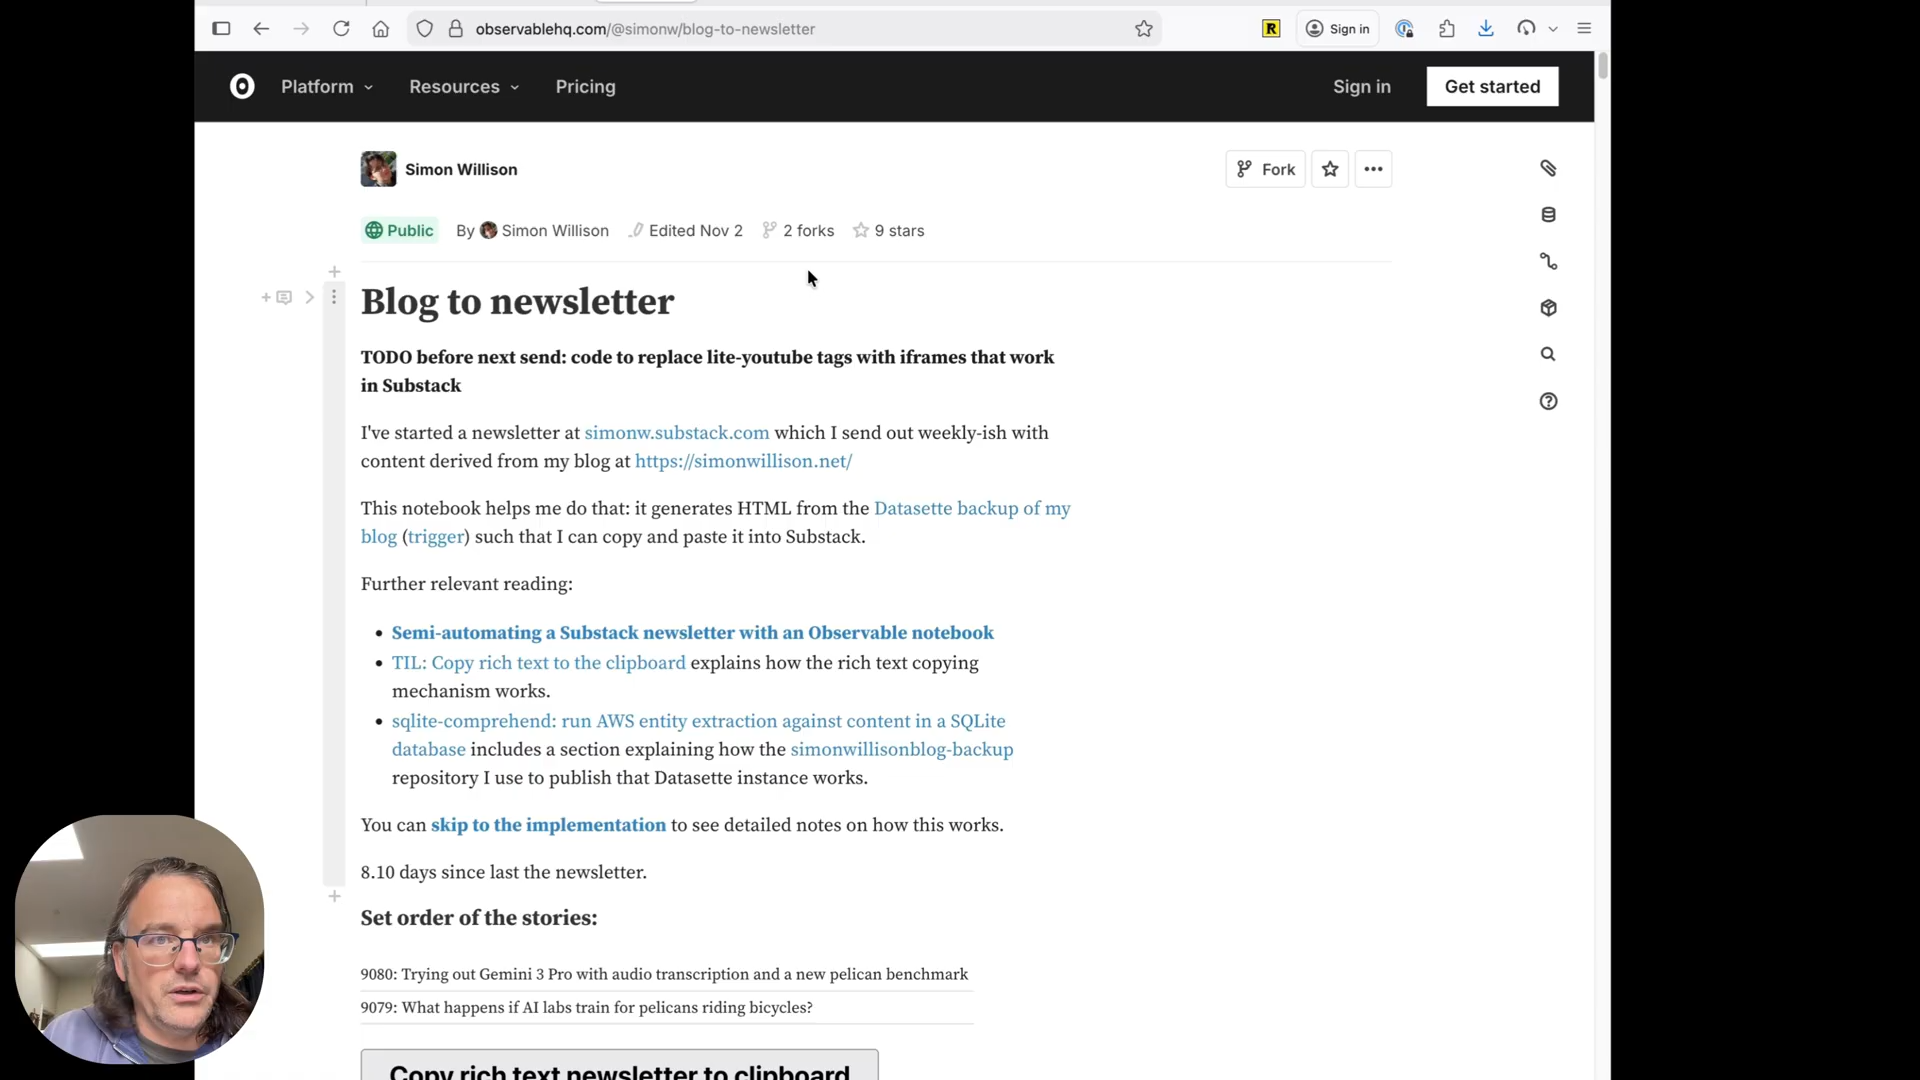 observablehq.com/@simonw/blog-to-newsletter
R
Sign in
Platform
Resources
Pricing
Sign in
Get started
Simon Willison
Fork
Public
By Simon Willison
Edited Nov 2
2 forks
9 stars
Blog to newsletter
TODO before next send: code to replace lite-youtube tags with iframes that work
in Substack
I've started a newsletter at simonw.substack.com which I send out weekly-ish with
content derived from my blog at https://simonwillison.net/
This notebook helps me do that: it generates HTML from the Datasette backup of my
blog (trigger) such that I can copy and paste it into Substack.
Further relevant reading:
• Semi-automating a Substack newsletter with an Observable notebook
• TIL: Copy rich text to the clipboard explains how the rich text copying
mechanism works.
• sqlite-comprehend: run AWS entity extraction against content in a SQLite
database includes a section explaining how the simonwillisonblog-backup
repository I use to publish that Datasette instance works.
You can skip to the implementation to see detailed notes on how this works.
8.10 days since last the newsletter.
Set order of the stories:
9080: Trying out Gemini 3 Pro with audio transcription and a new pelican benchmark
9079: What happens if AI labs train for pelicans riding bicycles?
Copy rich text newsletter to clipboard